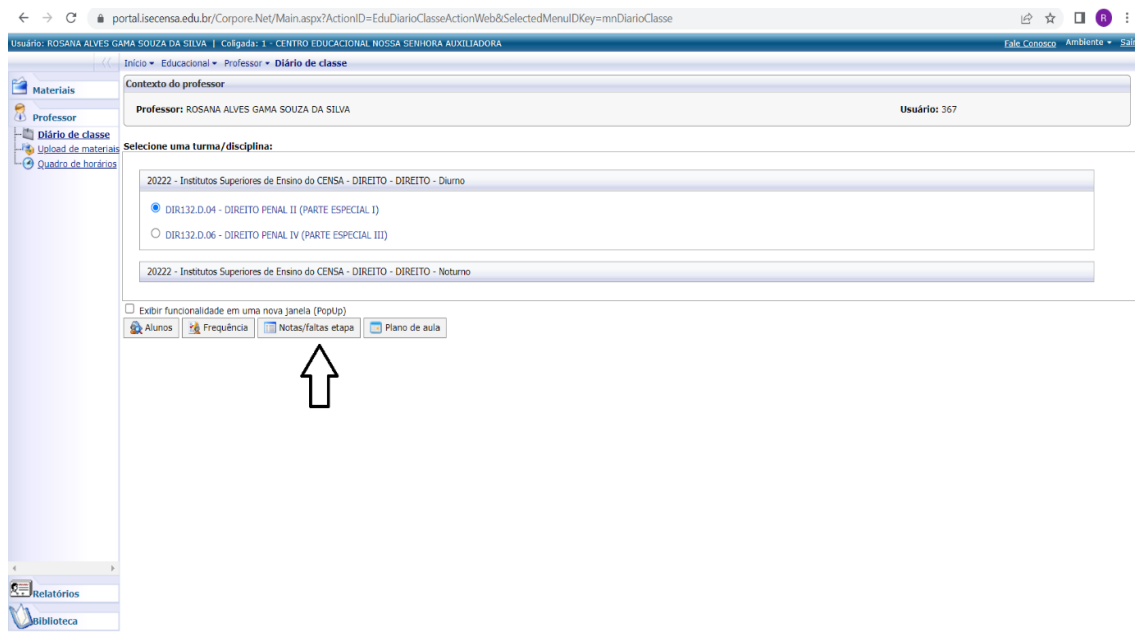 portal.isecensa.edu.br/Corpore.Net/Main.aspx?ActionID=EduDiarioClasseActionWeb&SelectedMenuIDKey=mnDiarioClasse
R
Usuário: ROSANA ALVES GAMA SOUZA DA SILVA | Coligada: 1 - CENTRO EDUCACIONAL NOSSA SENHORA AUXILIADORA
Fale Conosco Ambiente Sair
Início Educacional Professor Diário de classe
Materiais
Professor
Diário de classe
Upload de materiais
Quadro de horários
Contexto do professor
Professor: ROSANA ALVES GAMA SOUZA DA SILVA
Usuário: 367
Selecione uma turma/disciplina:
20222 - Institutos Superiores de Ensino do CENSA - DIREITO - DIREITO - Diurno
DIR132.D.04 - DIREITO PENAL II (PARTE ESPECIAL I)
DIR132.D.06 - DIREITO PENAL IV (PARTE ESPECIAL III)
20222 - Institutos Superiores de Ensino do CENSA - DIREITO - DIREITO - Noturno
Exibir funcionalidade em uma nova janela (PopUp)
Alunos Frequência Notas/faltas etapa Plano de aula
Relatórios
Biblioteca